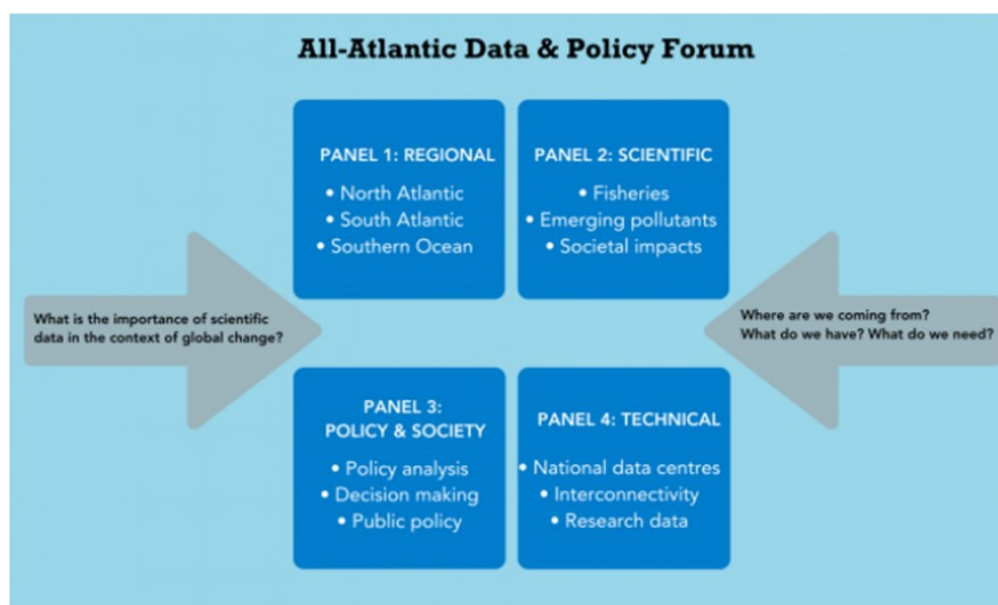 All-Atlantic Data & Policy Forum
PANEL 1: REGIONAL
• North Atlantic
• South Atlantic
• Southern Ocean
PANEL 2: SCIENTIFIC
• Fisheries
• Emerging pollutants
• Societal impacts
What is the importance of scientific
data in the context of global change?
Where are we coming from?
What do we have? What do we need?
PANEL 3:
POLICY & SOCIETY
• Policy analysis
• Decision making
• Public policy
PANEL 4: TECHNICAL
• National data centres
• Interconnectivity
• Research data